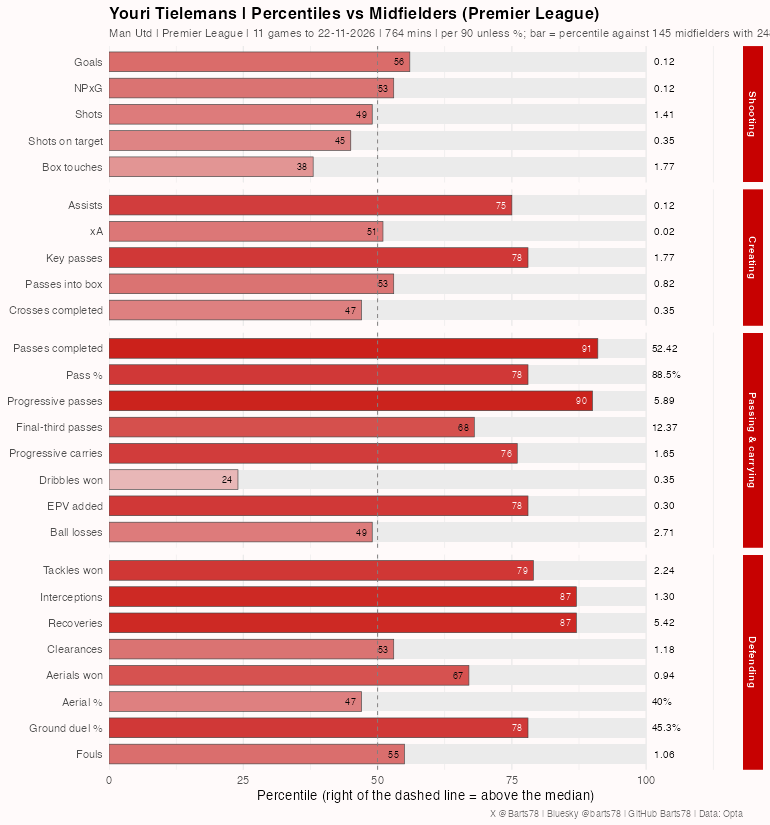 Youri Tielemans | Percentiles vs Midfielders (Premier League)
Man Utd | Premier League | 11 games to 22-11-2026 | 764 mins | per 90 unless %; bar = percentile against 145 midfielders with 24
Shooting
Goals 56 0.12
NPxG 53 0.12
Shots 49 1.41
Shots on target 45 0.35
Box touches 38 1.77
Creating
Assists 75 0.12
xA 51 0.02
Key passes 78 1.77
Passes into box 53 0.82
Crosses completed 47 0.35
Passing & carrying
Passes completed 91 52.42
Pass % 78 88.5%
Progressive passes 90 5.89
Final-third passes 68 12.37
Progressive carries 76 1.65
Dribbles won 24 0.35
EPV added 78 0.30
Ball losses 49 2.71
Defending
Tackles won 79 2.24
Interceptions 87 1.30
Recoveries 87 5.42
Clearances 53 1.18
Aerials won 67 0.94
Aerial % 47 40%
Ground duel % 78 45.3%
Fouls 55 1.06
0 25 50 75 100
Percentile (right of the dashed line = above the median)
X @Barts78 | Bluesky @barts78 | GitHub Barts78 | Data: Opta